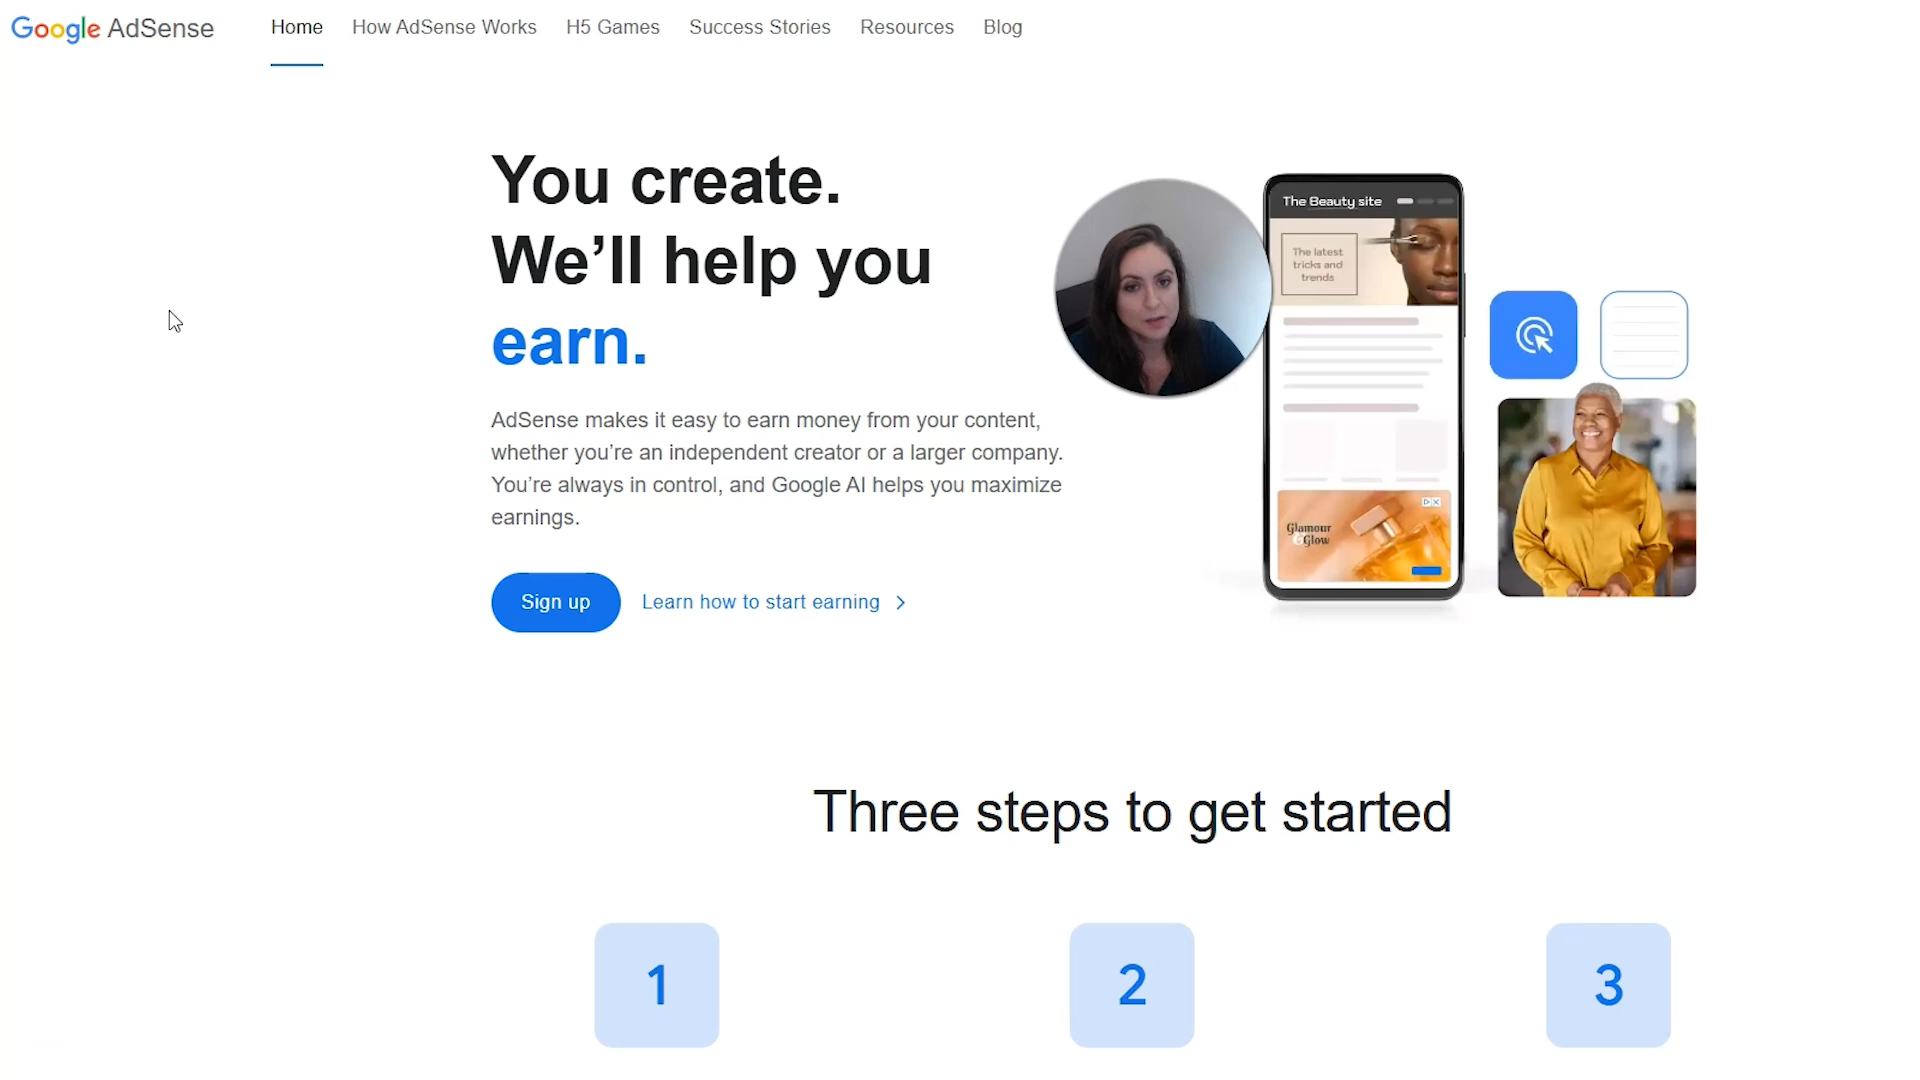 Google AdSense
Home
How AdSense Works
H5 Games
Success Stories
Resources
Blog
You create.
We’ll help you
earn.
AdSense makes it easy to earn money from your content,
whether you’re an independent creator or a larger company.
You’re always in control, and Google AI helps you maximize
earnings.
Sign up
Learn how to start earning
The Beauty site
The latest
tricks and
trends
Glamour
& Glow
Three steps to get started
1
2
3